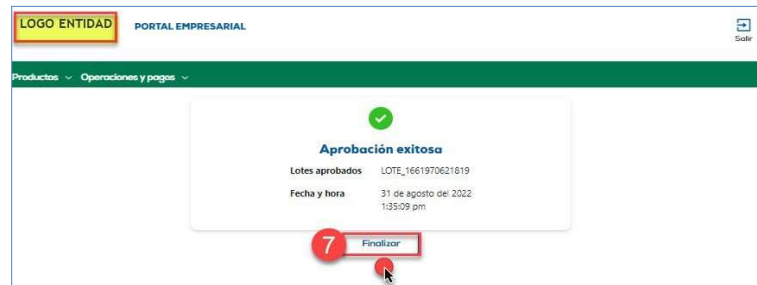 LOGO ENTIDAD PORTAL EMPRESARIAL
Salir
Productos Operaciones y pagos
Aprobación exitosa
Lotes aprobados LOTE_1661970621819
Fecha y hora 31 de agosto del 2022
1:35:09 pm
7 Finalizar